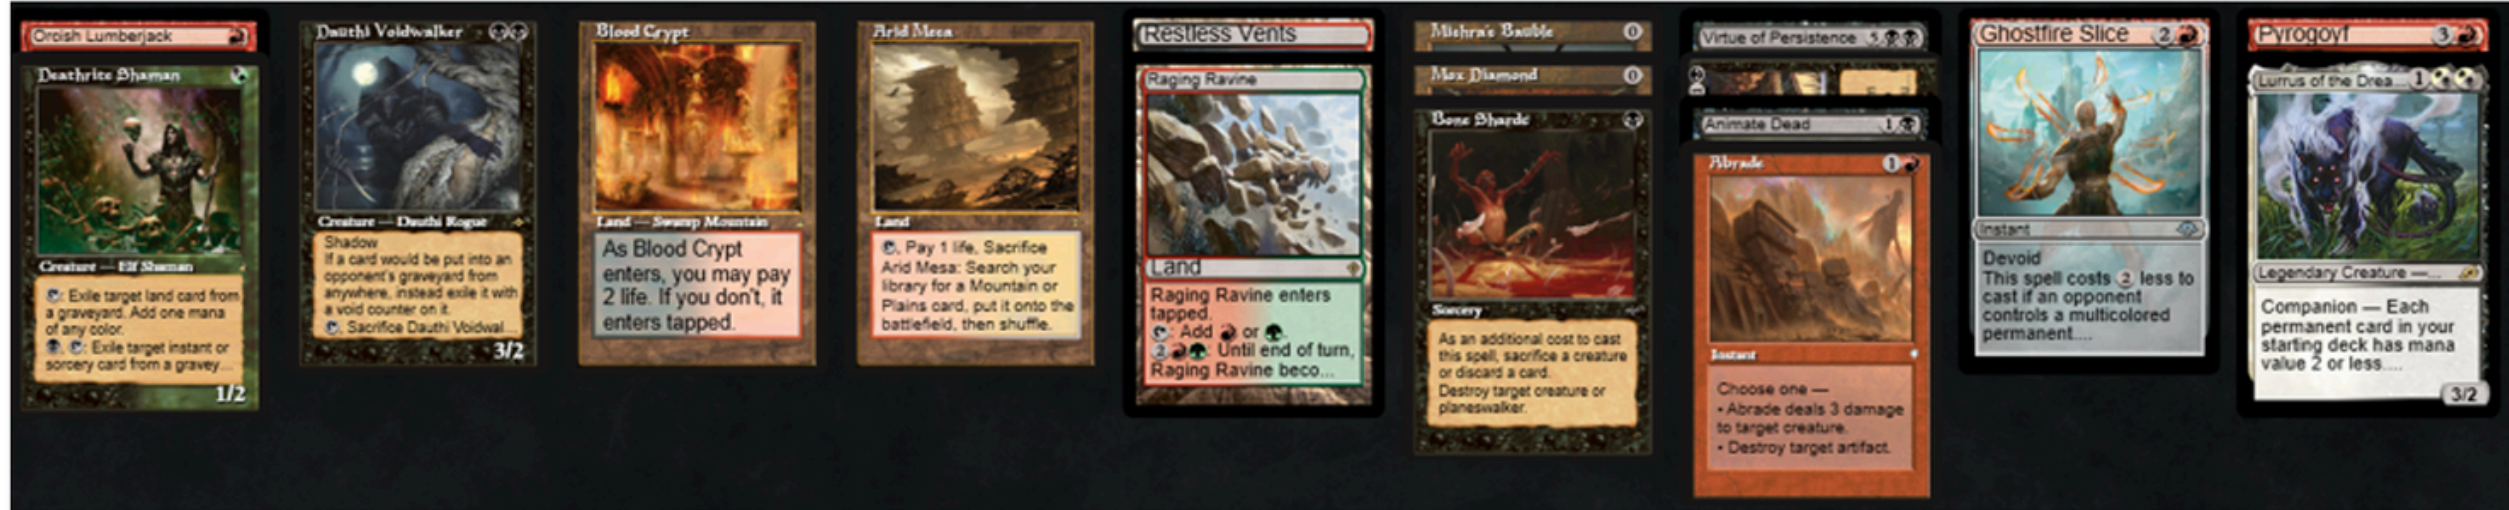 Orcish Lumberjack
Deathrite Shaman
Creature — Elf Shaman
: Exile target land card from
a graveyard. Add one mana
of any color.
, : Exile target instant or
sorcery card from a gravey...
1/2
Dauthi Voidwalker
Creature — Dauthi Rogue
Shadow
If a card would be put into an
opponent's graveyard from
anywhere, instead exile it with
a void counter on it.
, Sacrifice Dauthi Voidwal...
3/2
Blood Crypt
Land — Swamp Mountain
As Blood Crypt
enters, you may pay
2 life. If you don't, it
enters tapped.
Arid Mesa
Land
, Pay 1 life, Sacrifice
Arid Mesa: Search your
library for a Mountain or
Plains card, put it onto the
battlefield, then shuffle.
Restless Vents
Raging Ravine
Land
Raging Ravine enters
tapped.
: Add or .
2 : Until end of turn,
Raging Ravine beco...
Mishra's Bauble 0
Mox Diamond 0
Bone Shards
Sorcery
As an additional cost to cast
this spell, sacrifice a creature
or discard a card.
Destroy target creature or
planeswalker.
Virtue of Persistence 5
Animate Dead 1
Abrade 1
Instant
Choose one —
• Abrade deals 3 damage
to target creature.
• Destroy target artifact.
Ghostfire Slice 2
Instant
Devoid
This spell costs 2 less to
cast if an opponent
controls a multicolored
permanent....
Pyrogoyf 3
Lurrus of the Drea... 1
Legendary Creature —...
Companion — Each
permanent card in your
starting deck has mana
value 2 or less....
3/2